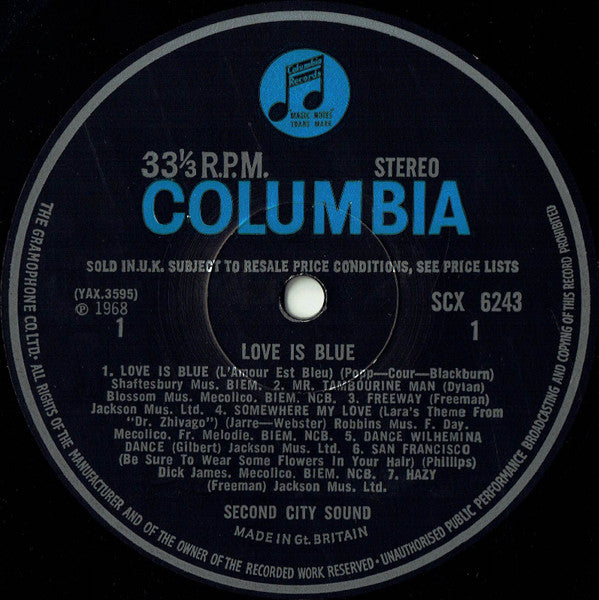 Columbia
Records
"MAGIC NOTES"
TRADE MARK
33⅓ R.P.M. STEREO
COLUMBIA
SOLD IN U.K. SUBJECT TO RESALE PRICE CONDITIONS, SEE PRICE LISTS
(YAX.3595) SCX 6243
℗ 1968
1 1
LOVE IS BLUE
1. LOVE IS BLUE (L'Amour Est Bleu) (Popp—Cour—Blackburn)
Shaftesbury Mus. BIEM. 2. MR. TAMBOURINE MAN (Dylan)
Blossom Mus. Mecolico. BIEM. NCB. 3. FREEWAY (Freeman)
Jackson Mus. Ltd. 4. SOMEWHERE MY LOVE (Lara's Theme From
"Dr. Zhivago") (Jarre—Webster) Robbins Mus. F. Day.
Mecolico. Fr. Melodie. BIEM. NCB. 5. DANCE WILHEMINA
DANCE (Gilbert) Jackson Mus. Ltd. 6. SAN FRANCISCO
(Be Sure To Wear Some Flowers In Your Hair) (Phillips)
Dick James. Mecolico. BIEM. NCB. 7. HAZY
(Freeman) Jackson Mus. Ltd.
SECOND CITY SOUND
MADE IN Gt. BRITAIN
THE GRAMOPHONE CO. LTD. · ALL RIGHTS OF THE MANUFACTURER AND OF THE OWNER OF THE RECORDED WORK RESERVED · UNAUTHORISED PUBLIC PERFORMANCE BROADCASTING AND COPYING OF THIS RECORD PROHIBITED